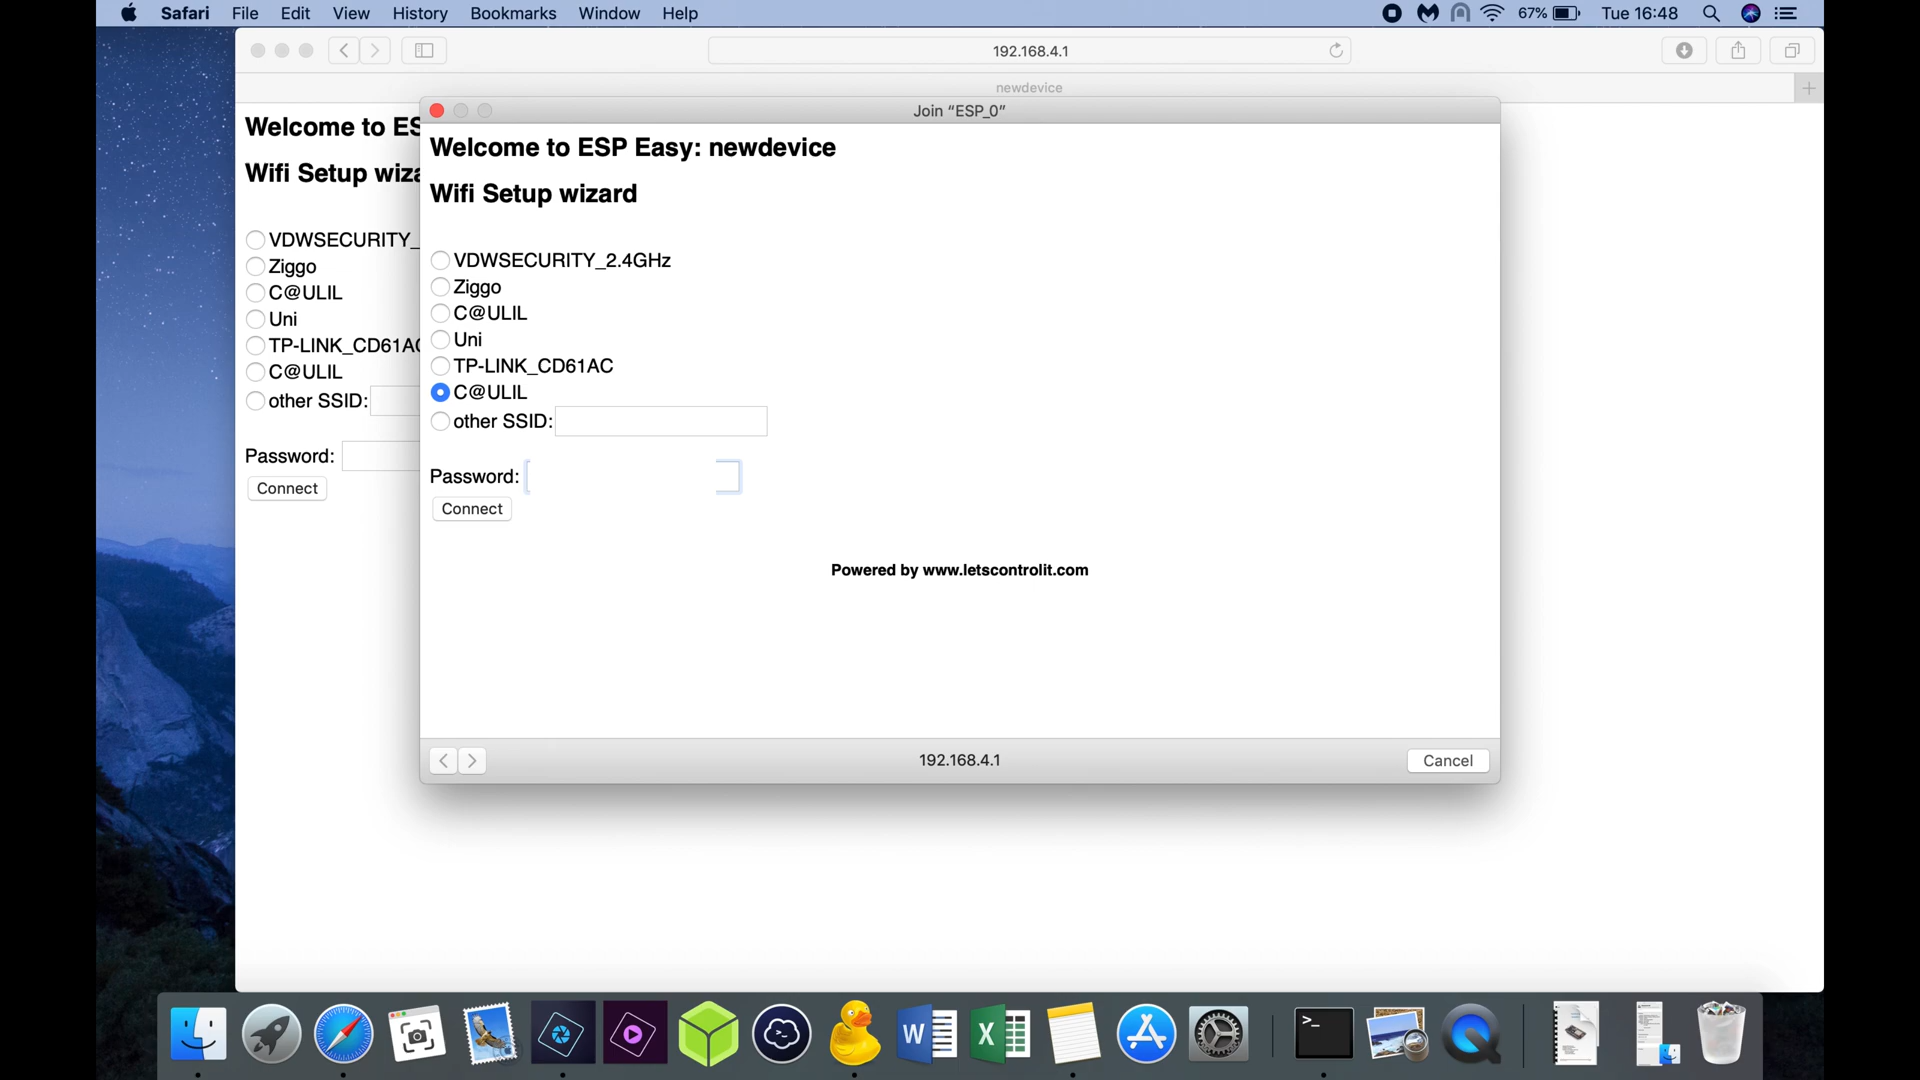 Safari File Edit View History Bookmarks Window Help 67% Tue 16:48
192.168.4.1
newdevice
Join “ESP_0”
Welcome to ES
Wifi Setup wiza
VDWSECURITY_
Ziggo
C@ULIL
Uni
TP-LINK_CD61A
C@ULIL
other SSID:
Password:
Connect
Welcome to ESP Easy: newdevice
Wifi Setup wizard
VDWSECURITY_2.4GHz
Ziggo
C@ULIL
Uni
TP-LINK_CD61AC
C@ULIL
other SSID:
Password:
Connect
Powered by www.letscontrolit.com
192.168.4.1
Cancel